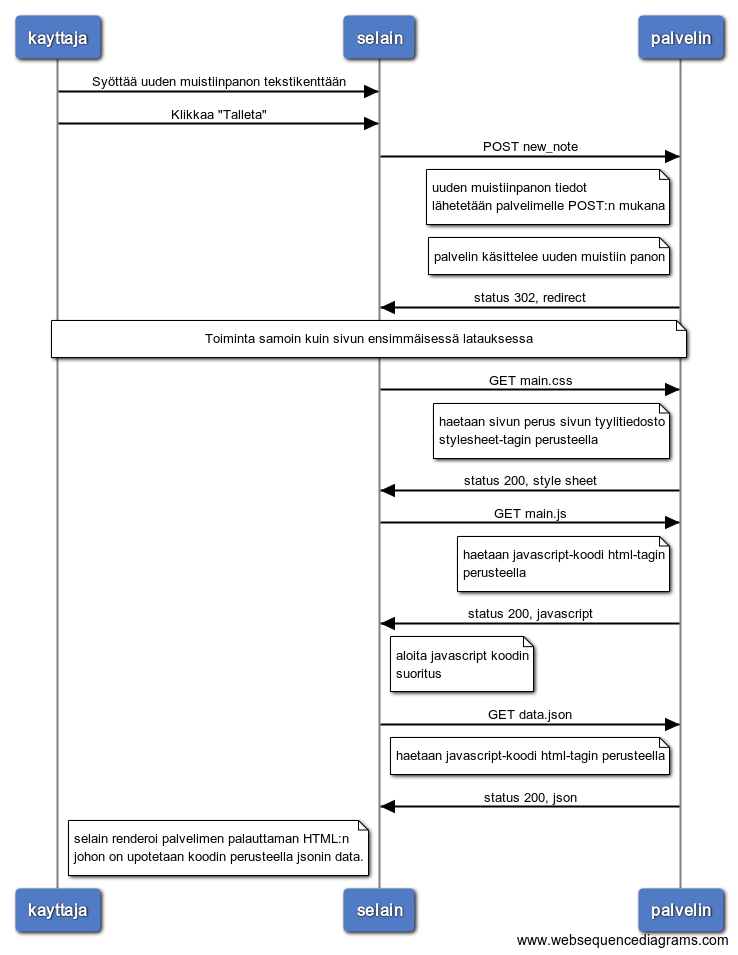 kayttaja selain palvelin
Syöttää uuden muistiinpanon tekstikenttään
Klikkaa "Talleta"
POST new_note
uuden muistiinpanon tiedot
lähetetään palvelimelle POST:n mukana
palvelin käsittelee uuden muistiin panon
status 302, redirect
Toiminta samoin kuin sivun ensimmäisessä latauksessa
GET main.css
haetaan sivun perus sivun tyylitiedosto
stylesheet-tagin perusteella
status 200, style sheet
GET main.js
haetaan javascript-koodi html-tagin
perusteella
status 200, javascript
aloita javascript koodin
suoritus
GET data.json
haetaan javascript-koodi html-tagin perusteella
status 200, json
selain renderoi palvelimen palauttaman HTML:n
johon on upotetaan koodin perusteella jsonin data.
kayttaja selain palvelin
www.websequencediagrams.com